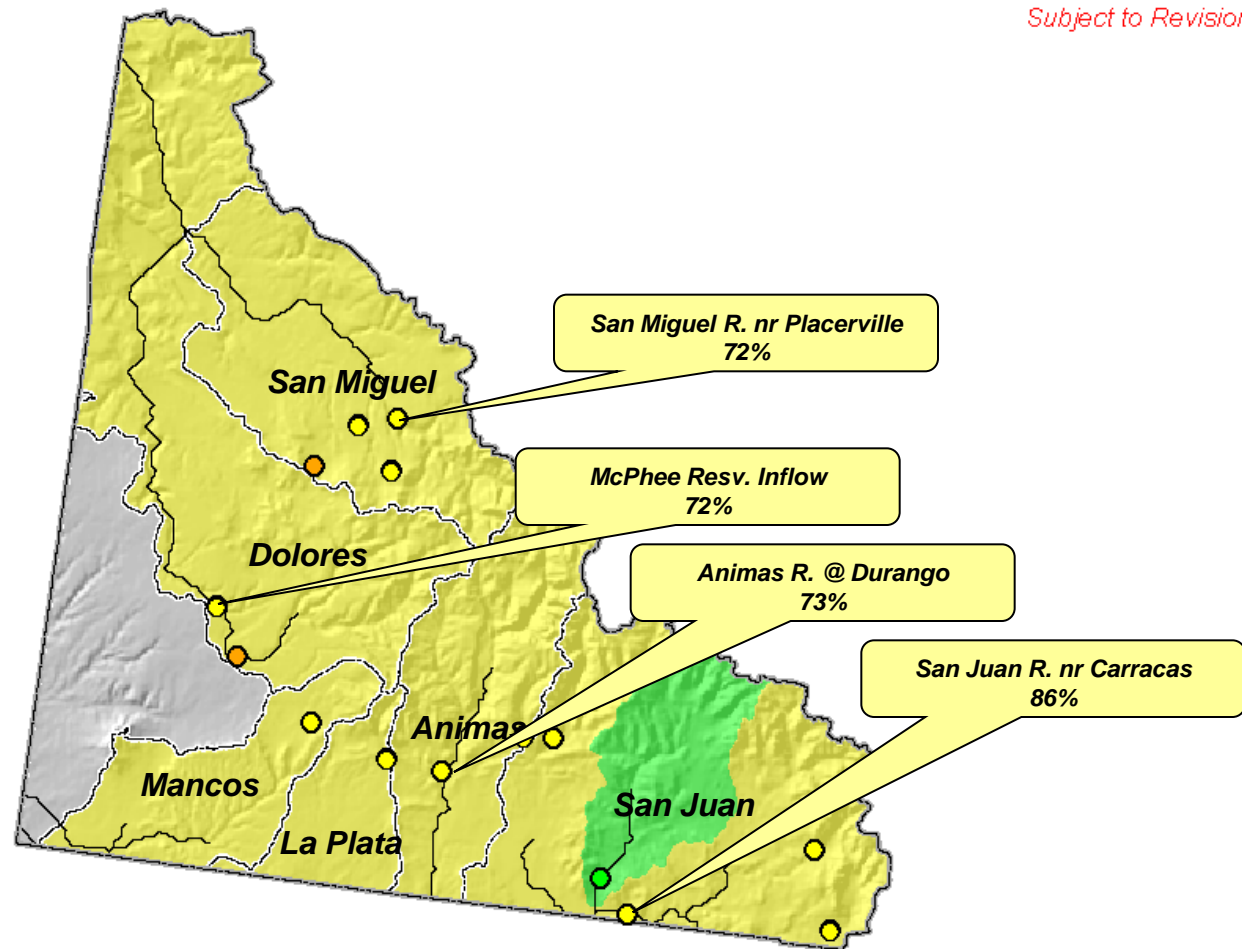 Subject to Revision
San Miguel R. nr Placerville
72%
San Miguel
McPhee Resv. Inflow
72%
Dolores
Animas R. @ Durango
73%
San Juan R. nr Carracas
86%
Animas
Mancos
San Juan
La Plata